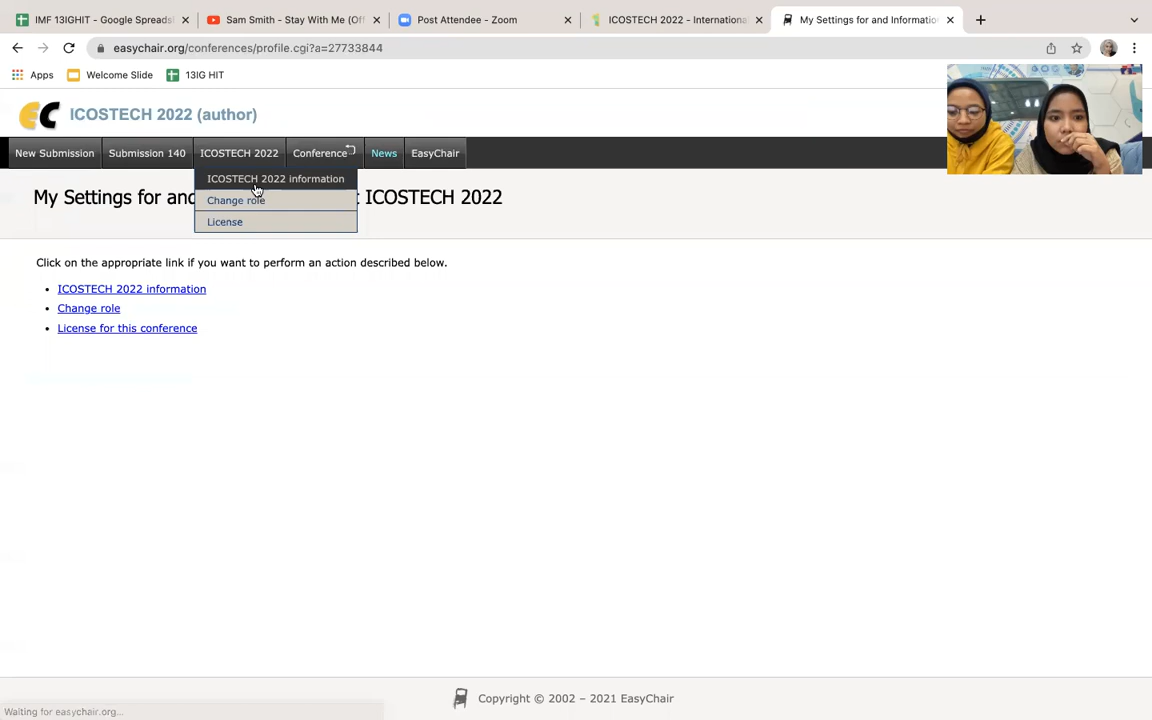 IMF 13IGHIT - Google Spreads
Sam Smith - Stay With Me (Of
Post Attendee - Zoom
ICOSTECH 2022 - Internationa
My Settings for and Informatio
easychair.org/conferences/profile.cgi?a=27733844
Apps
Welcome Slide
13IG HIT
EC
ICOSTECH 2022 (author)
New Submission
Submission 140
ICOSTECH 2022
Conference
News
EasyChair
ICOSTECH 2022 information
Change role
License
My Settings for an
ICOSTECH 2022
Click on the appropriate link if you want to perform an action described below.
• ICOSTECH 2022 information
• Change role
• License for this conference
Copyright © 2002 – 2021 EasyChair
Waiting for easychair.org...